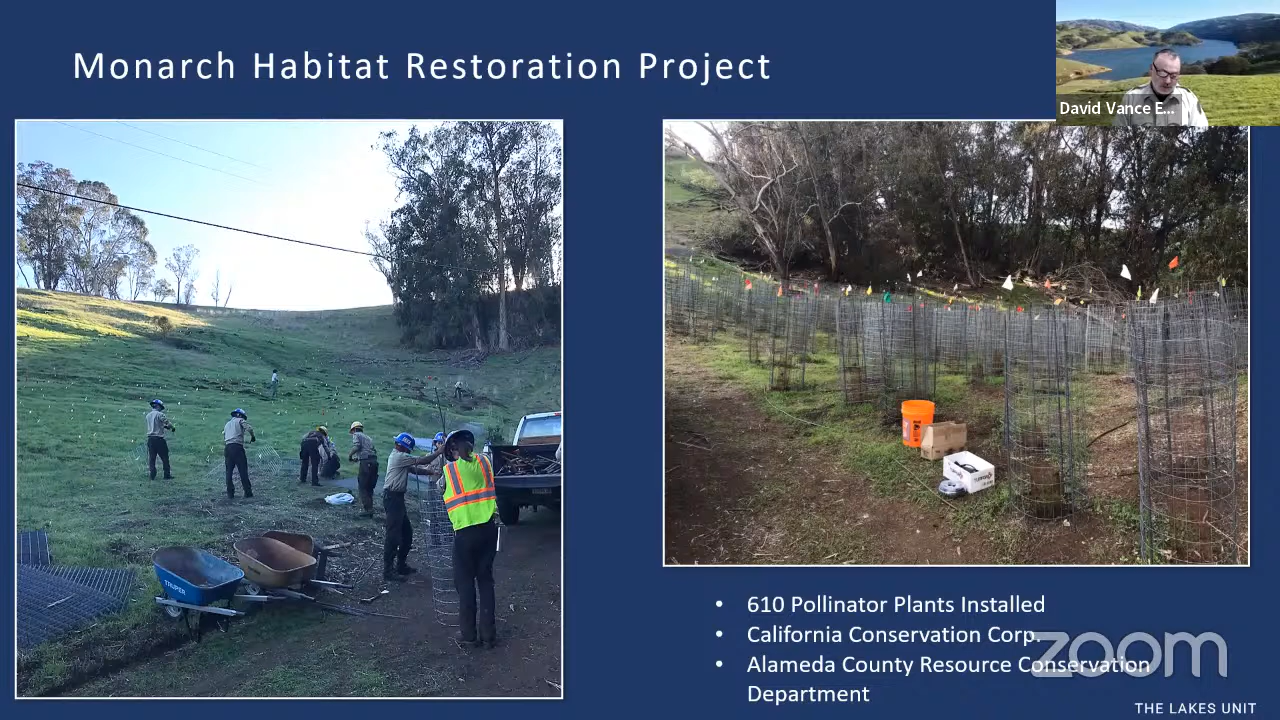 Monarch Habitat Restoration Project
David Vance E...
TRUPER
• 610 Pollinator Plants Installed
• California Conservation Corp.
• Alameda County Resource Conservation
Department
zoom
THE LAKES UNIT